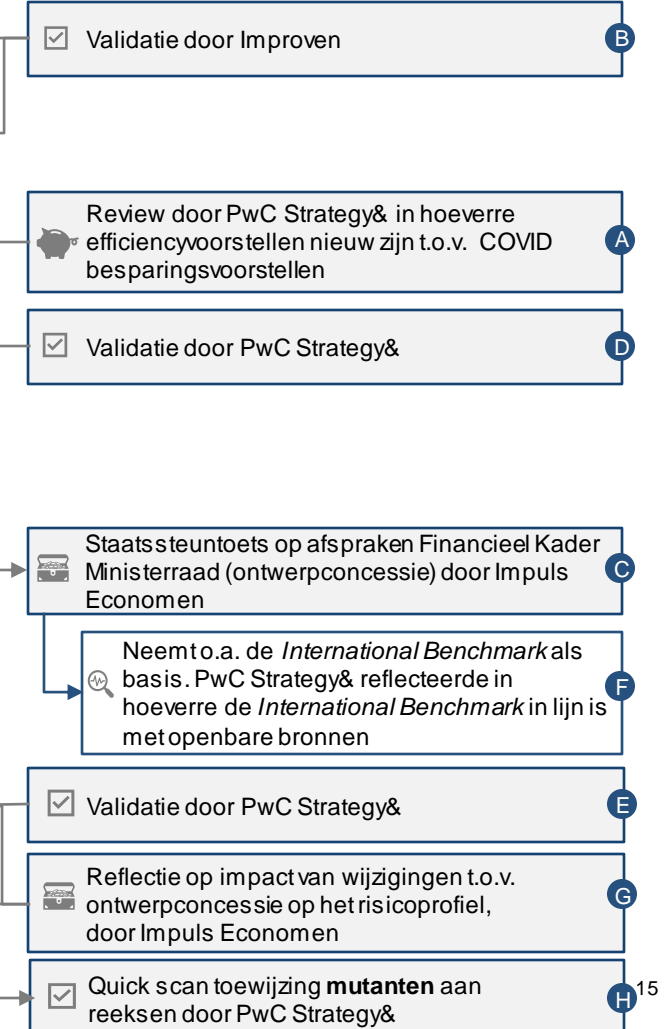 Validatie door Improven
B
Review door PwC Strategy& in hoeverre
efficiencyvoorstellen nieuw zijn t.o.v. COVID
besparingsvoorstellen
A
Validatie door PwC Strategy&
D
Staatssteuntoets op afspraken Financieel Kader
Ministerraad (ontwerpconcessie) door Impuls
Economen
C
Neemt o.a. de International Benchmark als
basis. PwC Strategy& reflecteerde in
hoeverre de International Benchmark in lijn is
met openbare bronnen
F
Validatie door PwC Strategy&
E
Reflectie op impact van wijzigingen t.o.v.
ontwerpconcessie op het risicoprofiel,
door Impuls Economen
G
Quick scan toewijzing mutanten aan
reeksen door PwC Strategy&
H
15